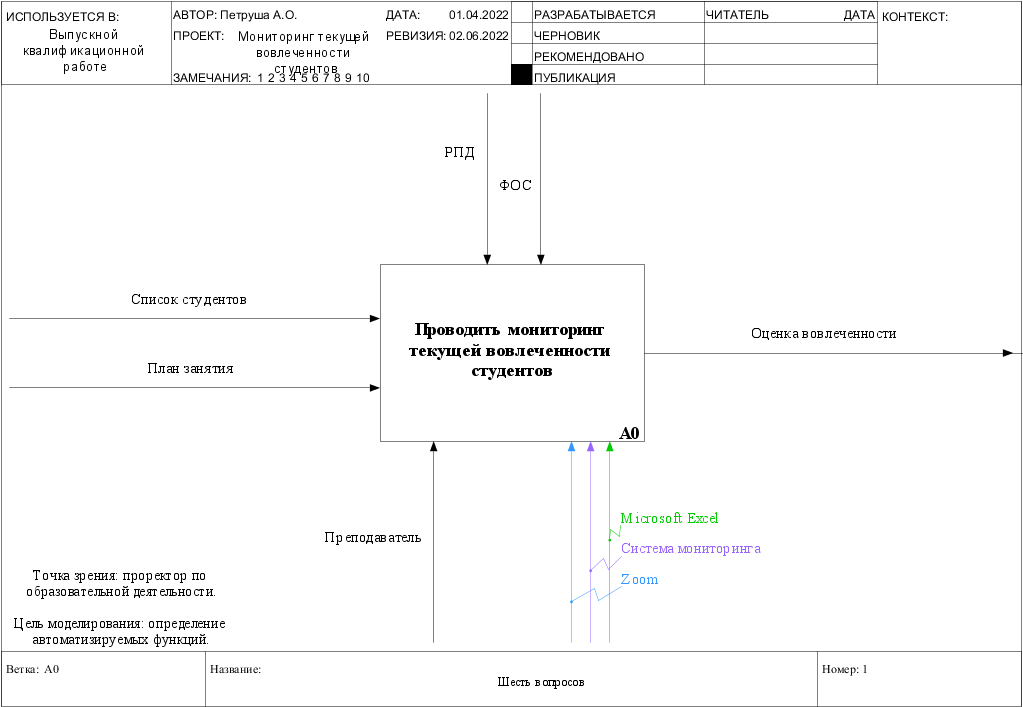 ИСПОЛЬЗУЕТСЯ В:
Выпускной
квалификационной
работе
АВТОР: Петруша А.О.
ДАТА: 01.04.2022
ПРОЕКТ: Мониторинг текущей
вовлеченности
студентов
РЕВИЗИЯ: 02.06.2022
ЗАМЕЧАНИЯ: 1 2 3 4 5 6 7 8 9 10
РАЗРАБАТЫВАЕТСЯ
ЧЕРНОВИК
РЕКОМЕНДОВАНО
ПУБЛИКАЦИЯ
ЧИТАТЕЛЬ ДАТА
КОНТЕКСТ:
РПД
ФОС
Список студентов
План занятия
Проводить мониторинг
текущей вовлеченности
студентов
A0
Оценка вовлеченности
Преподаватель
Microsoft Excel
Система мониторинга
Zoom
Точка зрения: проректор по
образовательной деятельности.
Цель моделирования: определение
автоматизируемых функций.
Ветка: A0
Название:
Шесть вопросов
Номер: 1